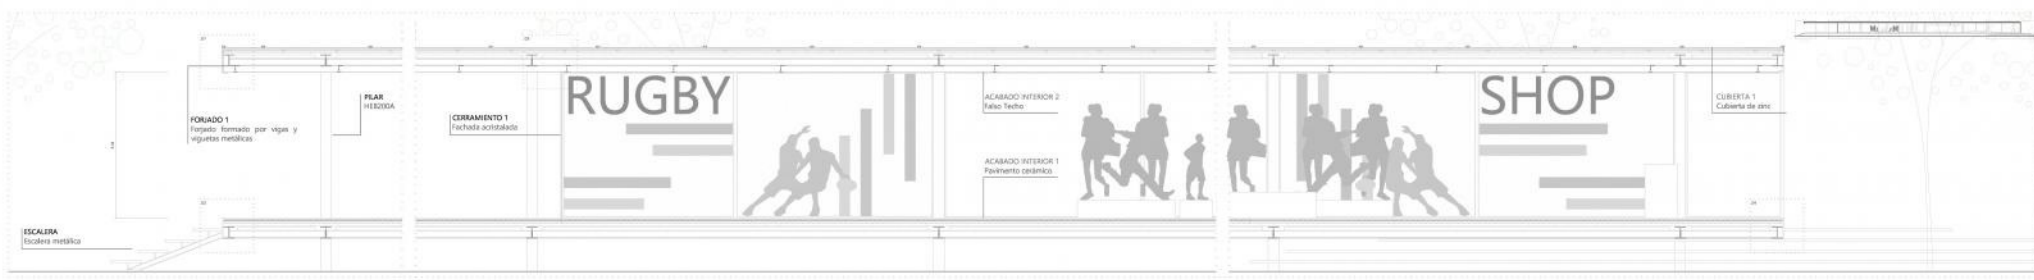 FORJADO 1
Forjado formado por vigas y
viguetas metálicas
PILAR
HEB200A
CERRAMIENTO 1
Fachada acristalada
RUGBY
ACABADO INTERIOR 2
Falso Techo
ACABADO INTERIOR 1
Pavimento cerámico
SHOP
CUBIERTA 1
Cubierta de zinc
ESCALERA
Escalera metálica